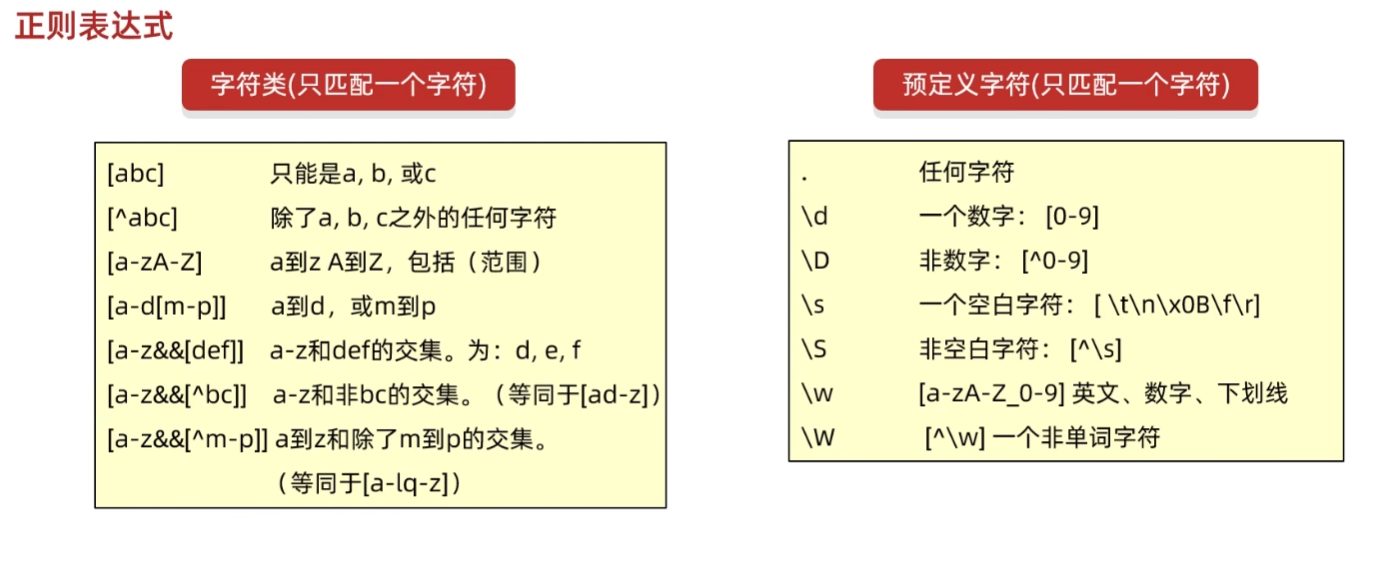 正则表达式
字符类(只匹配一个字符)
[abc] 只能是a, b, 或c
[^abc] 除了a, b, c之外的任何字符
[a-zA-Z] a到z A到Z，包括（范围）
[a-d[m-p]] a到d，或m到p
[a-z&&[def]] a-z和def的交集。为：d, e, f
[a-z&&[^bc]] a-z和非bc的交集。（等同于[ad-z]）
[a-z&&[^m-p]] a到z和除了m到p的交集。
（等同于[a-lq-z]）
预定义字符(只匹配一个字符)
. 任何字符
\d 一个数字： [0-9]
\D 非数字： [^0-9]
\s 一个空白字符： [ \t\n\x0B\f\r]
\S 非空白字符： [^\s]
\w [a-zA-Z_0-9] 英文、数字、下划线
\W [^\w] 一个非单词字符